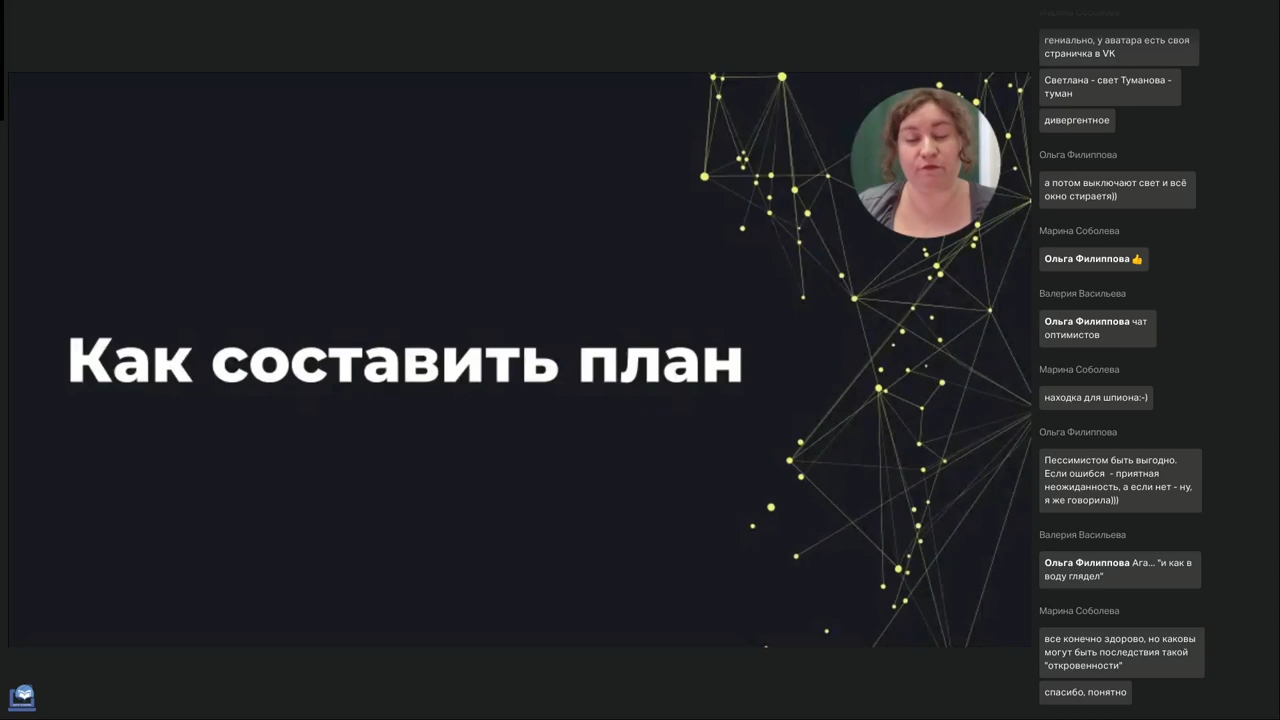 Как составить план
гениально, у аватара есть своя
страничка в VK
Светлана - свет Туманова -
туман
дивергентное
Ольга Филиппова
а потом выключают свет и всё
окно стираетя))
Марина Соболева
Ольга Филиппова 👍
Валерия Васильева
Ольга Филиппова чат
оптимистов
Марина Соболева
находка для шпиона:-)
Ольга Филиппова
Пессимистом быть выгодно.
Если ошибся  - приятная
неожиданность, а если нет - ну,
я же говорила)))
Валерия Васильева
Ольга Филиппова Ага... "и как в
воду глядел"
Марина Соболева
все конечно здорово, но каковы
могут быть последствия такой
"откровенности"
спасибо, понятно